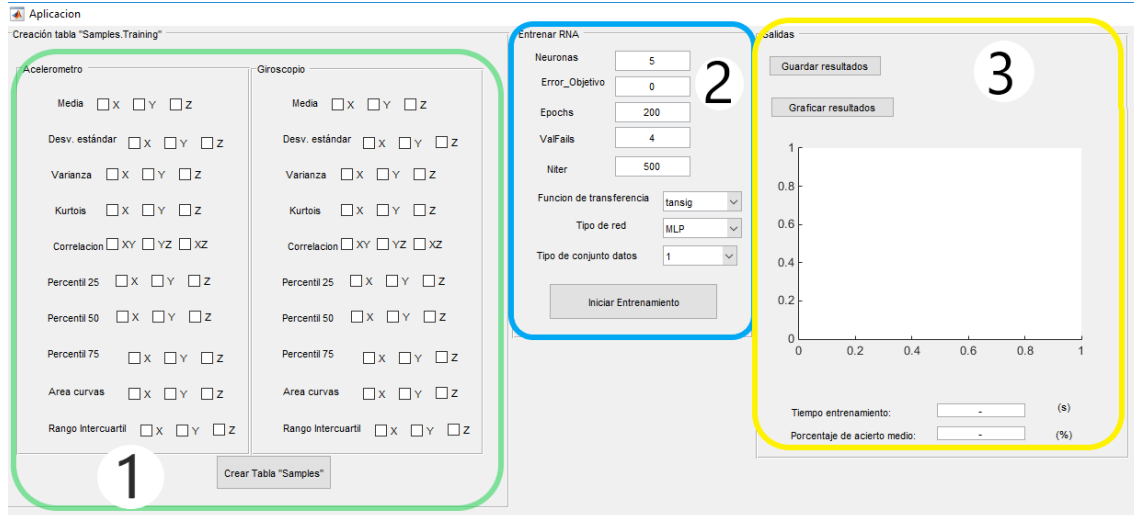 Aplicacion
Creación tabla "Samples.Training"
Acelerometro
Media X Y Z
Desv. estándar X Y Z
Varianza X Y Z
Kurtois X Y Z
Correlacion XY YZ XZ
Percentil 25 X Y Z
Percentil 50 X Y Z
Percentil 75 X Y Z
Area curvas X Y Z
Rango Intercuartil X Y Z
Giroscopio
Media X Y Z
Desv. estándar X Y Z
Varianza X Y Z
Kurtois X Y Z
Correlacion XY YZ XZ
Percentil 25 X Y Z
Percentil 50 X Y Z
Percentil 75 X Y Z
Area curvas X Y Z
Rango Intercuartil X Y Z
1
Crear Tabla "Samples"
Entrenar RNA
2
Neuronas 5
Error_Objetivo 0
Epochs 200
ValFails 4
Niter 500
Funcion de transferencia tansig
Tipo de red MLP
Tipo de conjunto datos 1
Iniciar Entrenamiento
Salidas
3
Guardar resultados
Graficar resultados
1
0.8
0.6
0.4
0.2
0
0 0.2 0.4 0.6 0.8 1
Tiempo entrenamiento: - (s)
Porcentaje de acierto medio: - (%)